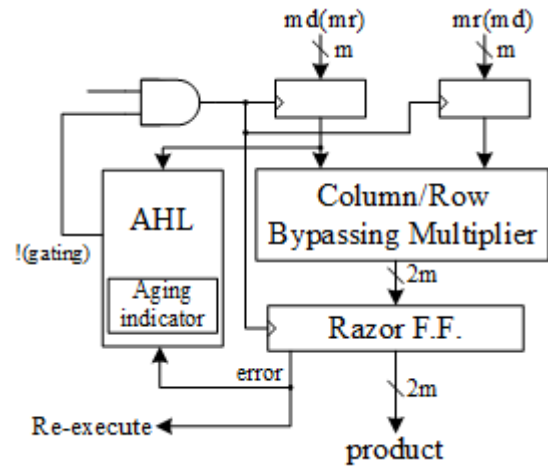 md(mr)
mr(md)
m
m
AHL
Column/Row
Bypassing Multiplier
!(gating)
Aging
indicator
2m
Razor F.F.
error
2m
Re-execute
product